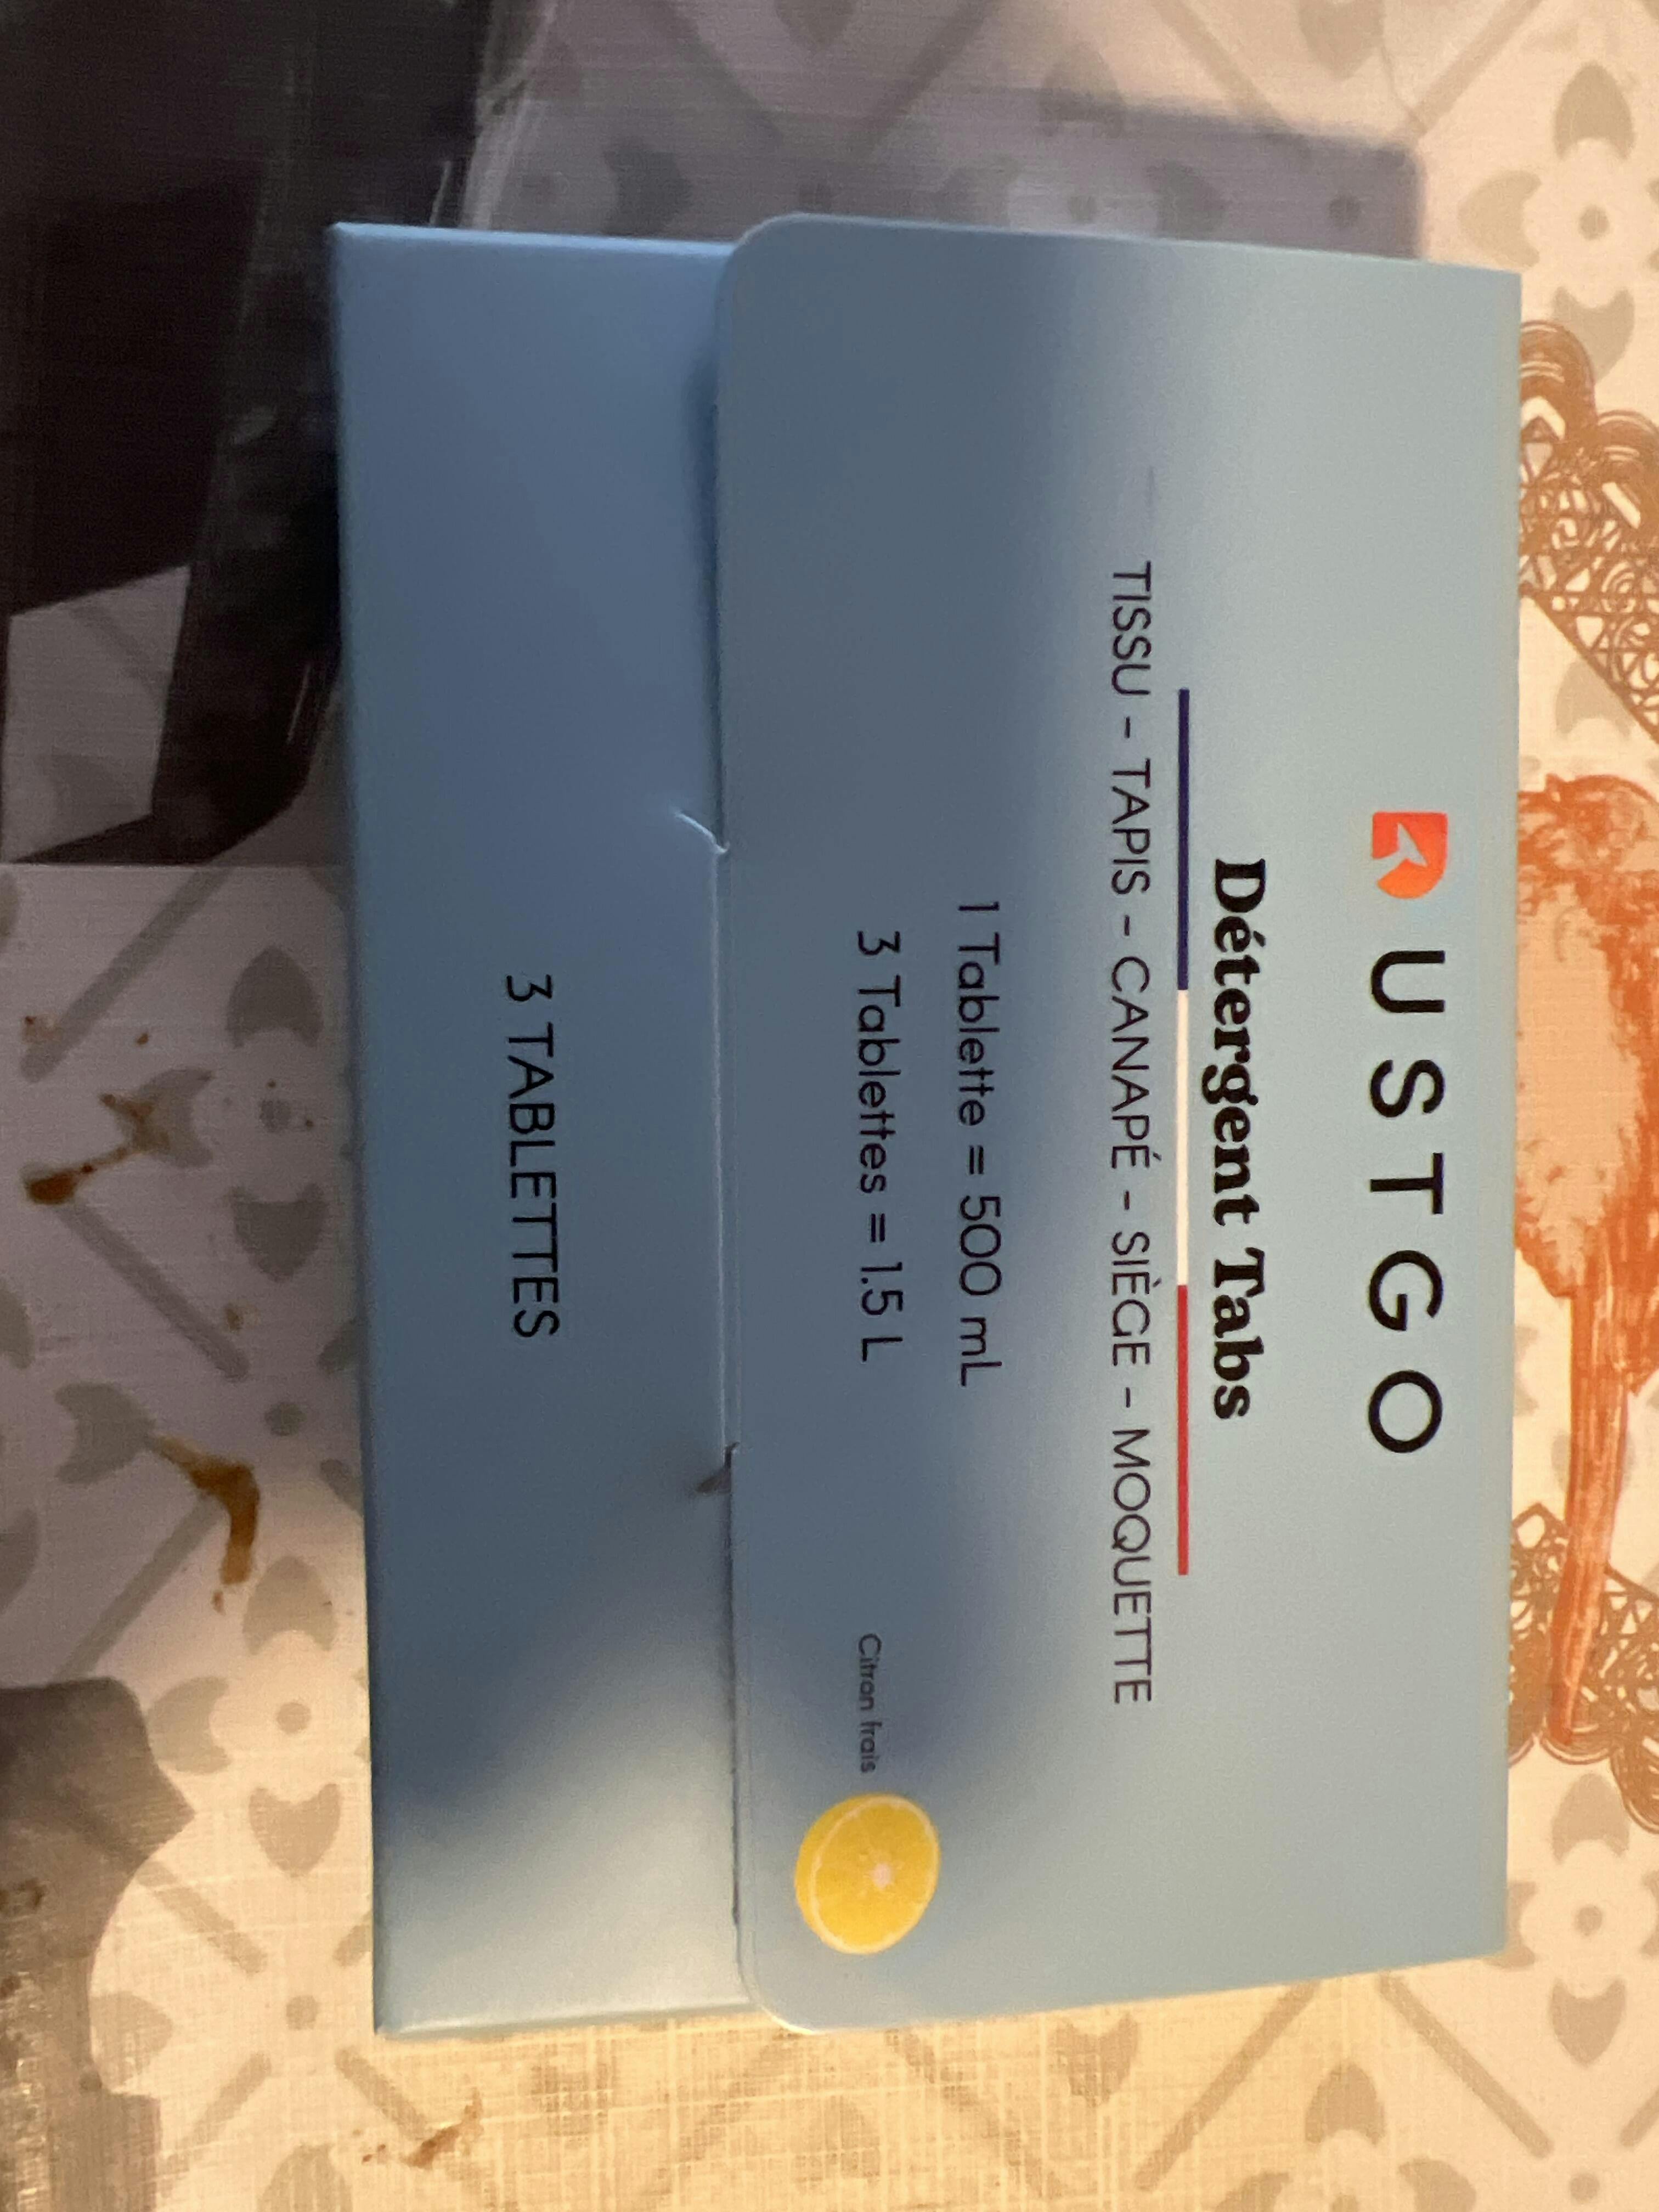 RUSTGO
Détergent Tabs
TISSU - TAPIS - CANAPÉ - SIÈGE - MOQUETTE
1 Tablette = 500 mL
3 Tablettes = 1.5 L
Citron frais
3 TABLETTES